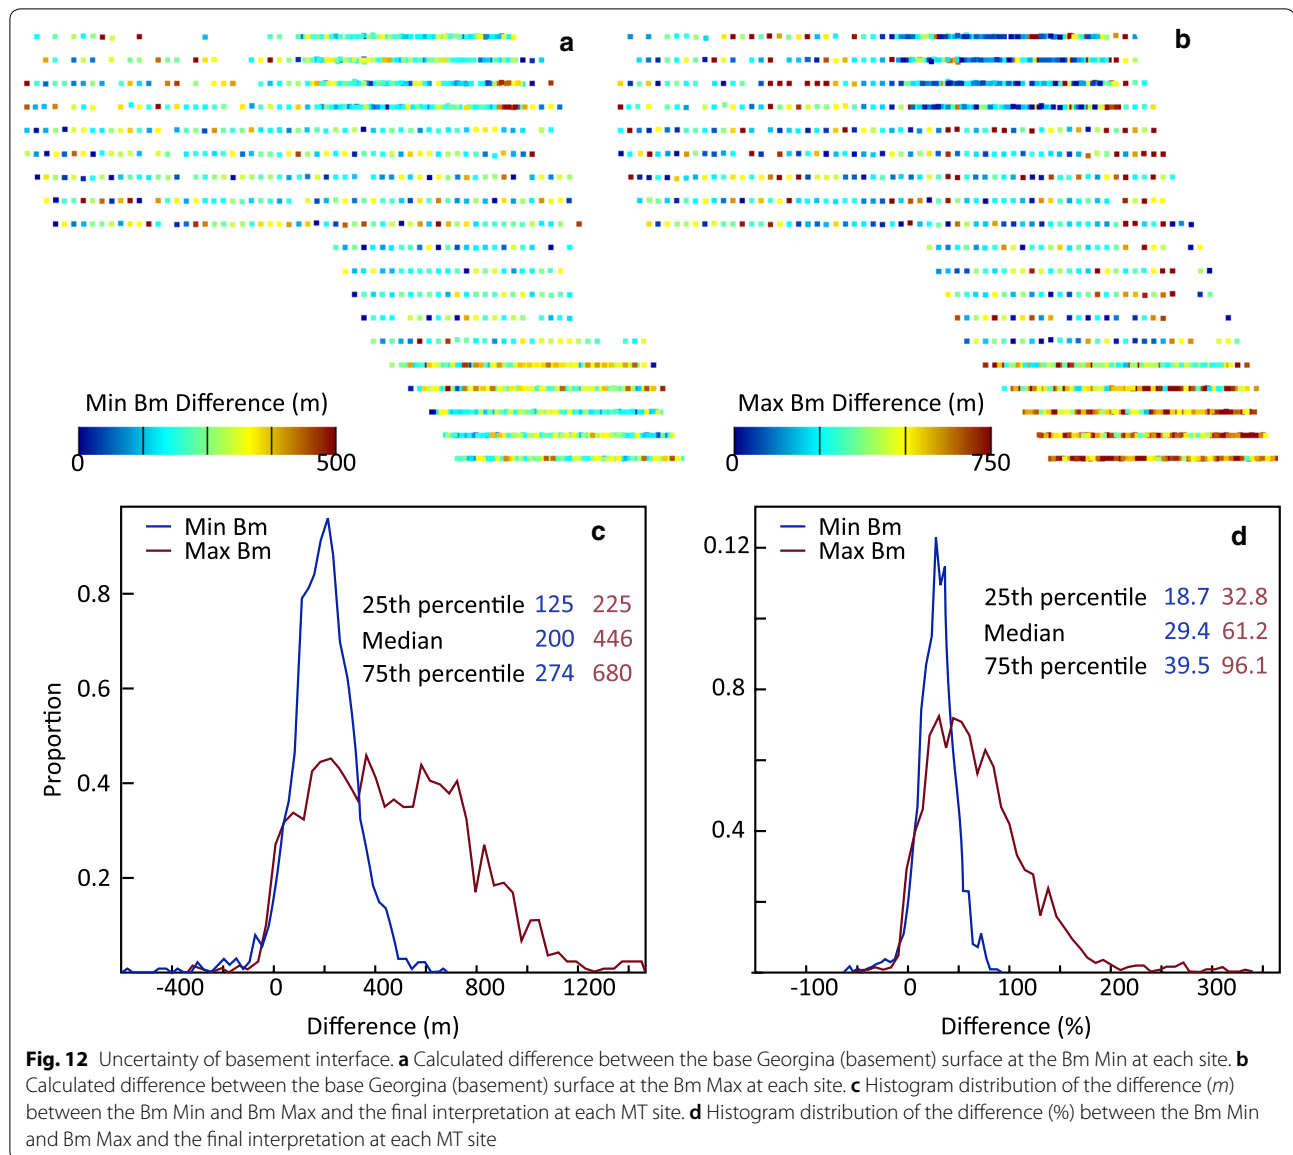 a
b
Min Bm Difference (m)
0
500
Max Bm Difference (m)
0
750
Min Bm
Max Bm
c
25th percentile 125 225
Median 200 446
75th percentile 274 680
0.8
0.6
0.4
0.2
Proportion
-400 0 400 800 1200
Difference (m)
Min Bm
Max Bm
d
25th percentile 18.7 32.8
Median 29.4 61.2
75th percentile 39.5 96.1
0.12
0.8
0.4
-100 0 100 200 300
Difference (%)
Fig. 12 Uncertainty of basement interface. a Calculated difference between the base Georgina (basement) surface at the Bm Min at each site. b
Calculated difference between the base Georgina (basement) surface at the Bm Max at each site. c Histogram distribution of the difference (m)
between the Bm Min and Bm Max and the final interpretation at each MT site. d Histogram distribution of the difference (%) between the Bm Min
and Bm Max and the final interpretation at each MT site